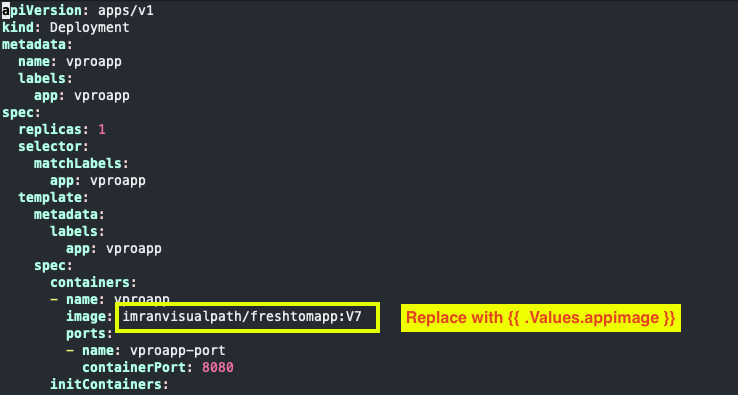 apiVersion: apps/v1
kind: Deployment
metadata:
  name: vproapp
  labels:
    app: vproapp
spec:
  replicas: 1
  selector:
    matchLabels:
      app: vproapp
  template:
    metadata:
      labels:
        app: vproapp
    spec:
      containers:
      - name: vproapp
        image: imranvisualpath/freshtomapp:V7
Replace with {{ .Values.appimage }}
        ports:
        - name: vproapp-port
          containerPort: 8080
      initContainers: